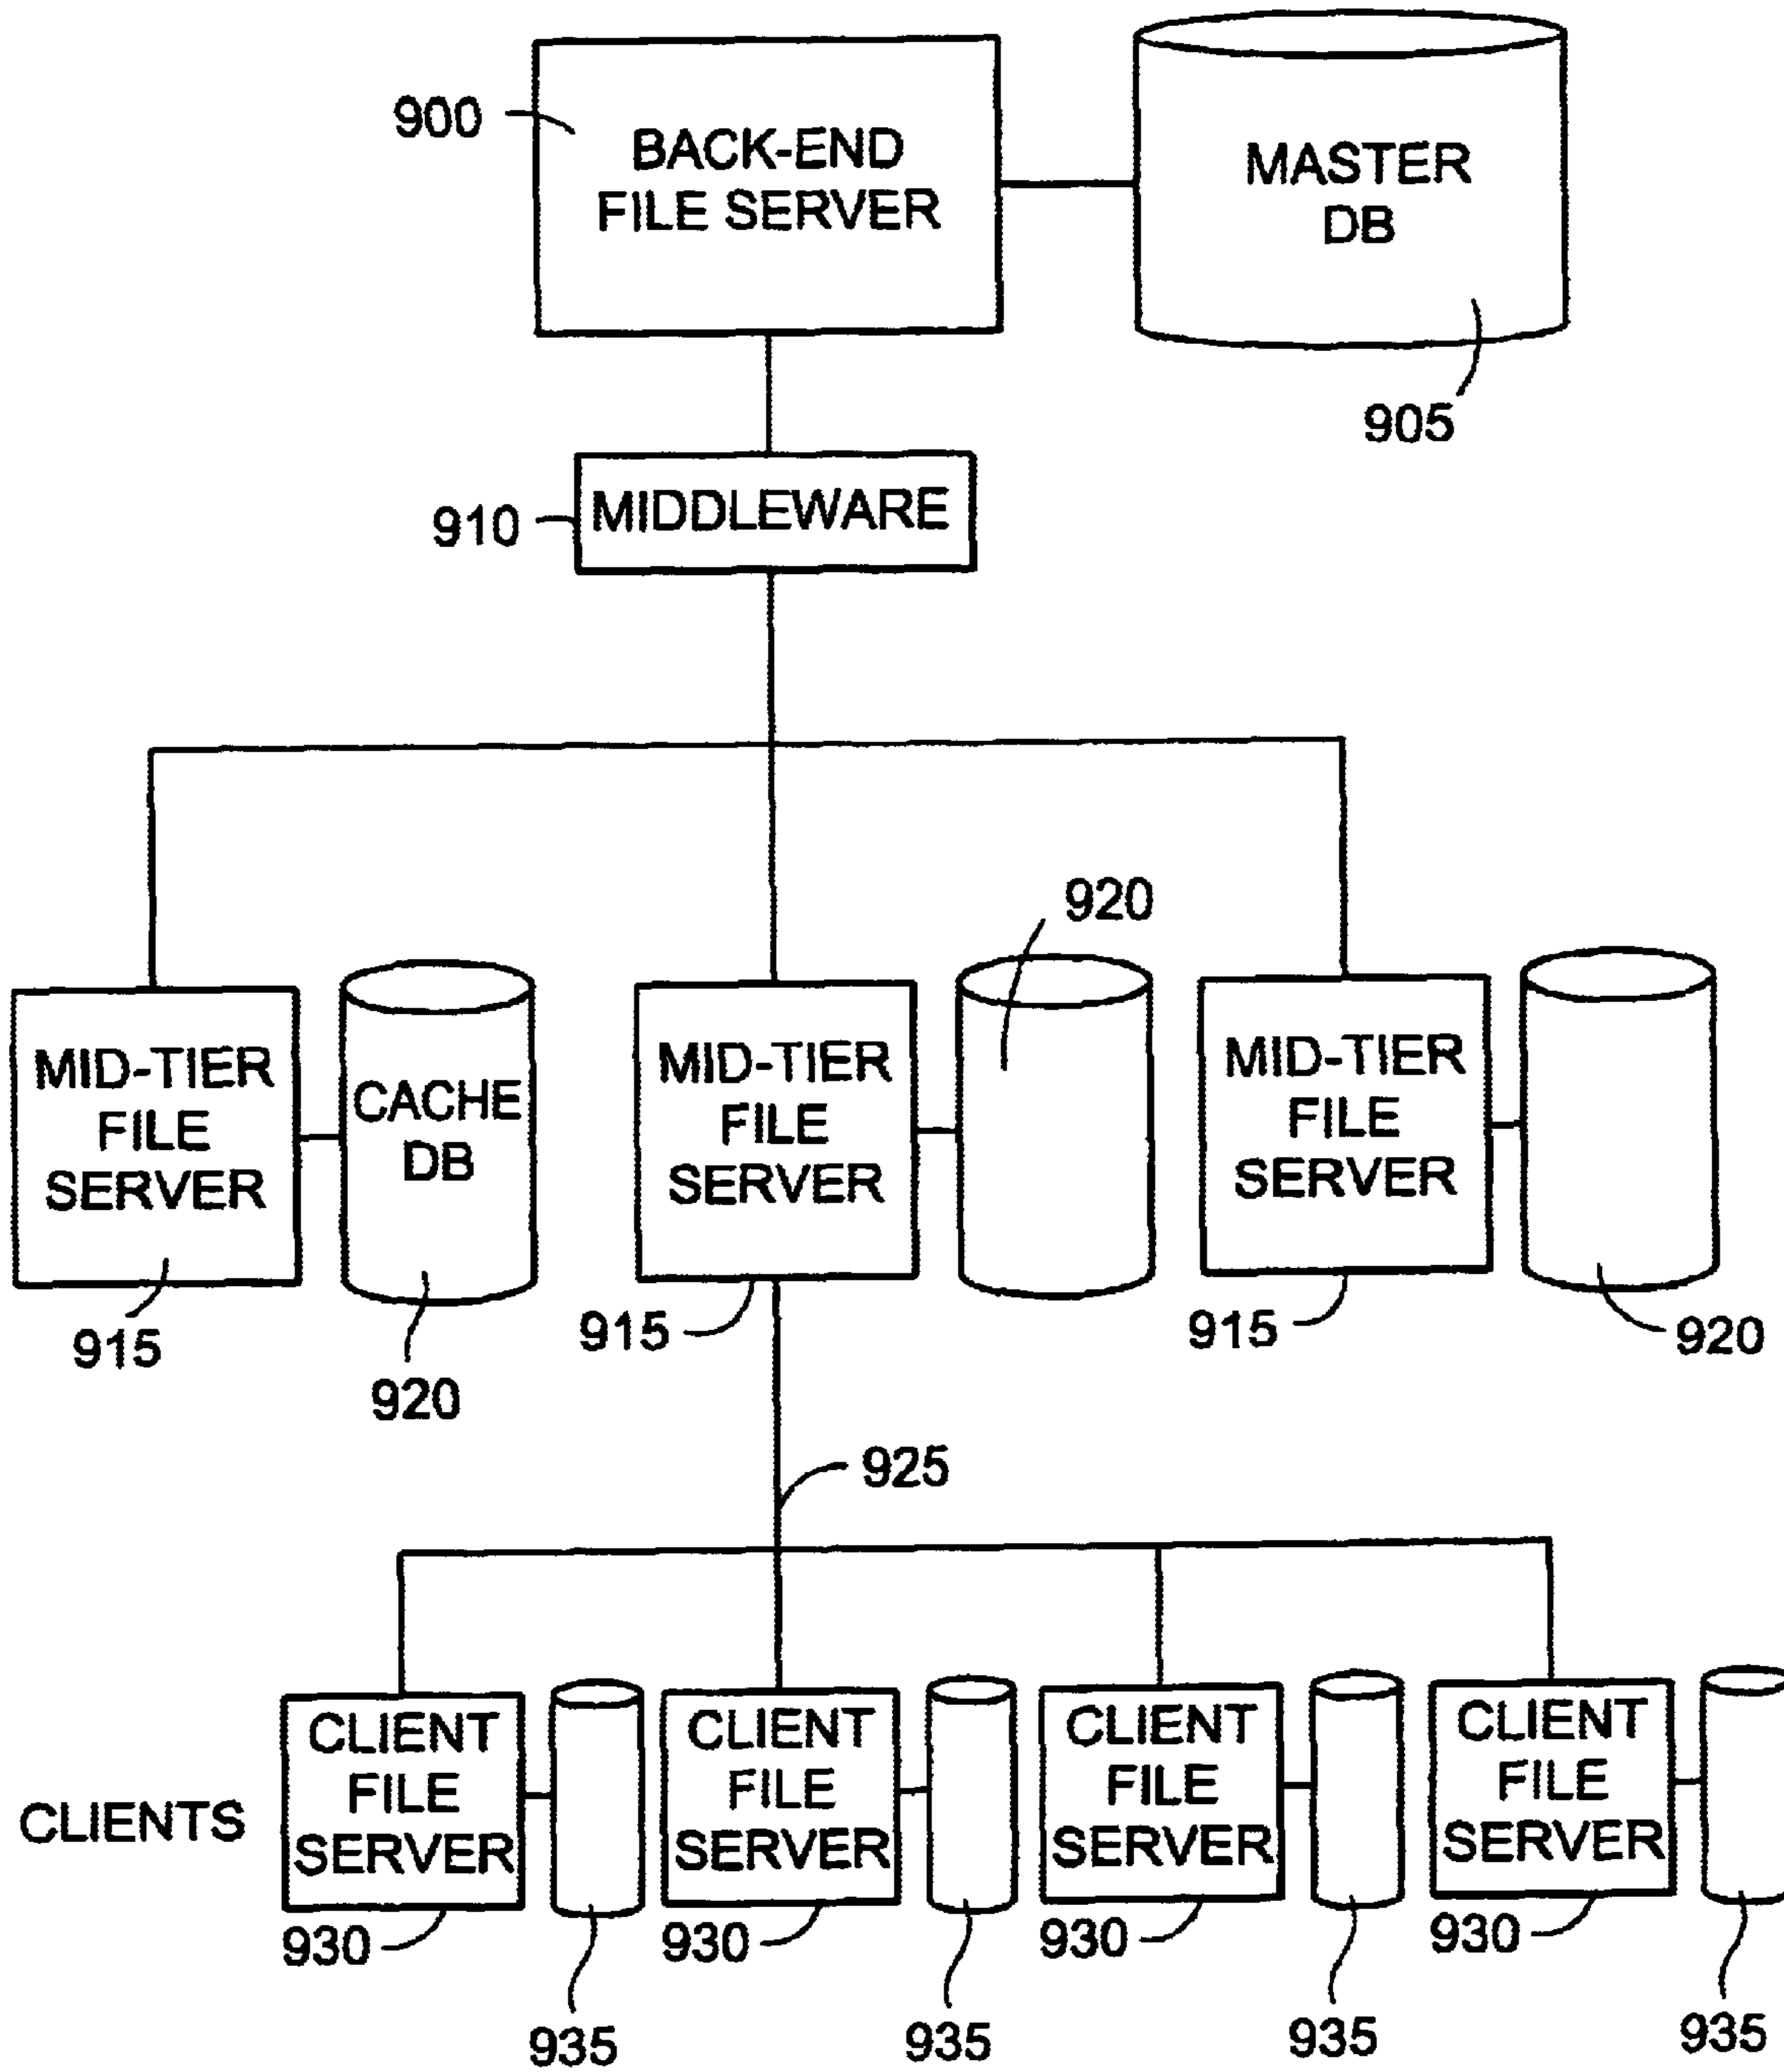 900
BACK-END
FILE SERVER
MASTER
DB
905
910
MIDDLEWARE
920
MID-TIER
FILE
SERVER
CACHE
DB
MID-TIER
FILE
SERVER
MID-TIER
FILE
SERVER
915
920
915
915
920
925
CLIENTS
CLIENT
FILE
SERVER
CLIENT
FILE
SERVER
CLIENT
FILE
SERVER
CLIENT
FILE
SERVER
930
930
930
930
935
935
935
935